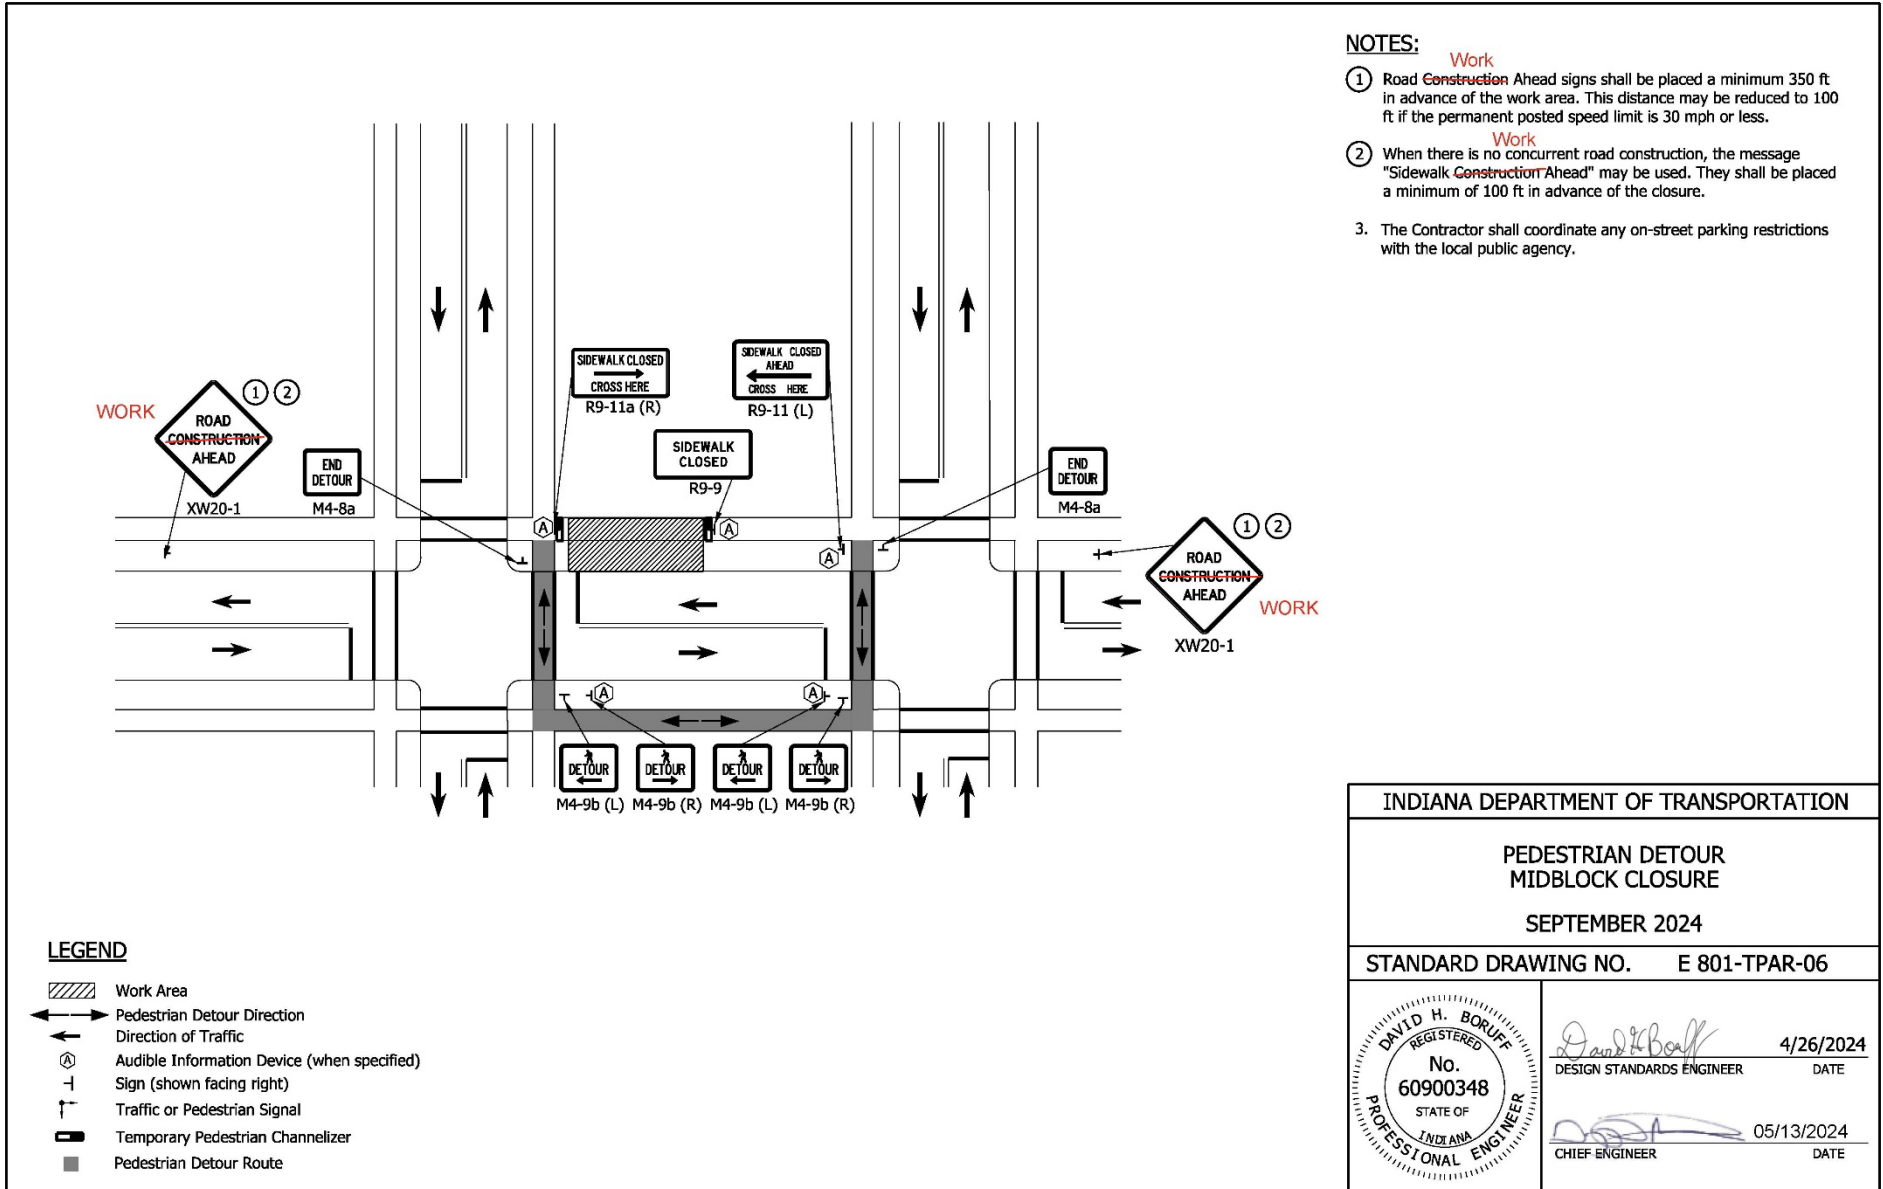 NOTES:
Work
1 Road Construction Ahead signs shall be placed a minimum 350 ft
in advance of the work area. This distance may be reduced to 100
ft if the permanent posted speed limit is 30 mph or less.
Work
2 When there is no concurrent road construction, the message
"Sidewalk Construction Ahead" may be used. They shall be placed
a minimum of 100 ft in advance of the closure.
3. The Contractor shall coordinate any on-street parking restrictions
with the local public agency.
SIDEWALK CLOSED
CROSS HERE
R9-11a (R)
SIDEWALK CLOSED
AHEAD
CROSS HERE
R9-11 (L)
1 2
WORK
ROAD
CONSTRUCTION
AHEAD
XW20-1
END
DETOUR
M4-8a
SIDEWALK
CLOSED
R9-9
END
DETOUR
M4-8a
A
A
A
1 2
ROAD
CONSTRUCTION
AHEAD
WORK
XW20-1
A
A
DETOUR
M4-9b (L)
DETOUR
M4-9b (R)
DETOUR
M4-9b (L)
DETOUR
M4-9b (R)
LEGEND
Work Area
Pedestrian Detour Direction
Direction of Traffic
A Audible Information Device (when specified)
Sign (shown facing right)
Traffic or Pedestrian Signal
Temporary Pedestrian Channelizer
Pedestrian Detour Route
INDIANA DEPARTMENT OF TRANSPORTATION
PEDESTRIAN DETOUR
MIDBLOCK CLOSURE
SEPTEMBER 2024
STANDARD DRAWING NO. E 801-TPAR-06
DAVID H. BORUFF
REGISTERED
No.
60900348
STATE OF
INDIANA
PROFESSIONAL ENGINEER
4/26/2024
DESIGN STANDARDS ENGINEER DATE
05/13/2024
CHIEF ENGINEER DATE